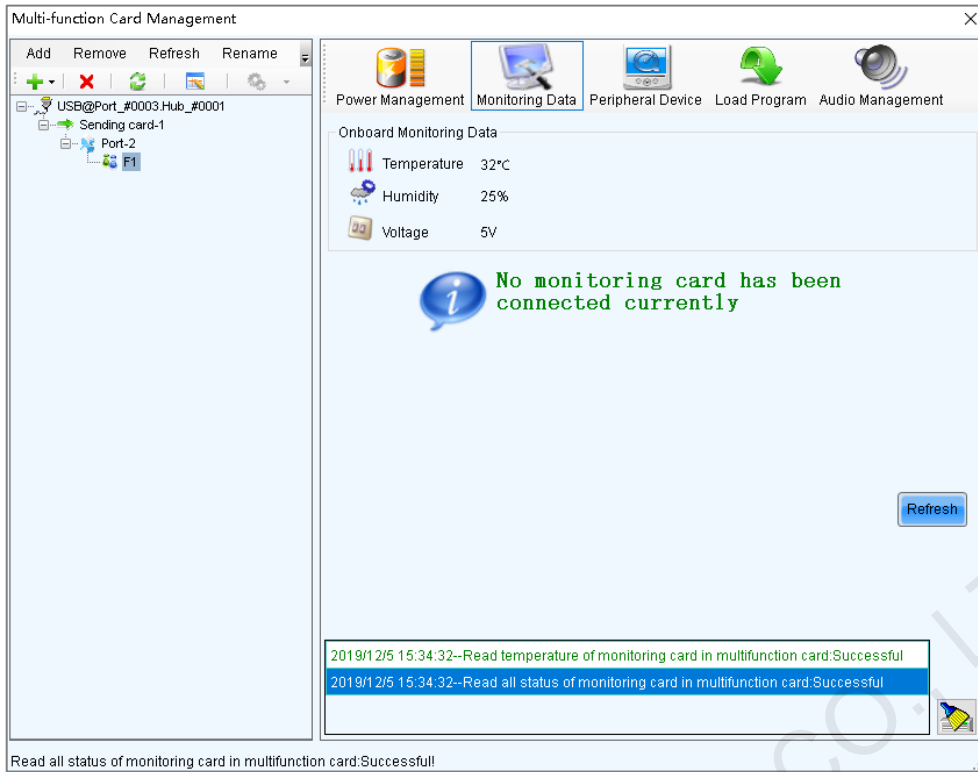 Multi-function Card Management
Add Remove Refresh Rename
USB@Port_#0003.Hub_#0001
Sending card-1
Port-2
F1
Power Management Monitoring Data Peripheral Device Load Program Audio Management
Onboard Monitoring Data
Temperature 32℃
Humidity 25%
Voltage 5V
No monitoring card has been
connected currently
Refresh
2019/12/5 15:34:32--Read temperature of monitoring card in multifunction card:Successful
2019/12/5 15:34:32--Read all status of monitoring card in multifunction card:Successful
Read all status of monitoring card in multifunction card:Successful!
CO.,LT